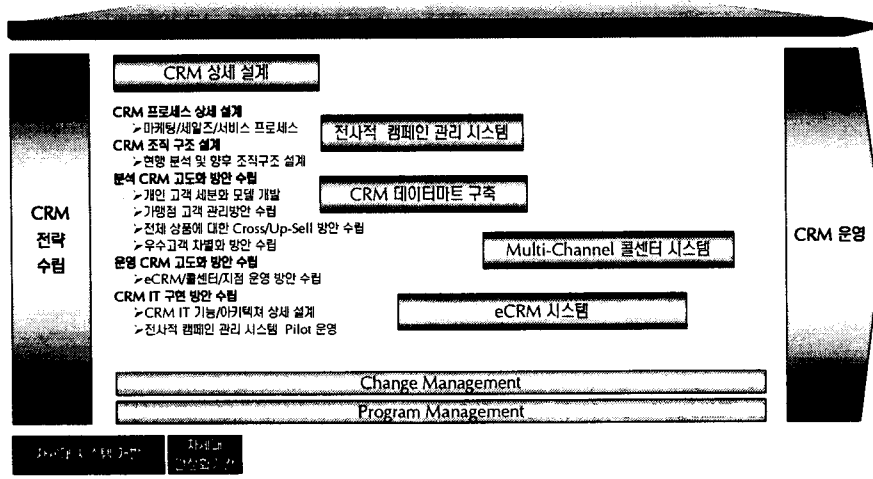 CRM 상세 설계
CRM 프로세스 상세 설계
➢마케팅/세일즈/서비스 프로세스
CRM 조직 구조 설계
➢현행 분석 및 향후 조직구조 설계
분석 CRM 고도화 방안 수립
➢개인 고객 세분화 모델 개발
➢가맹점 고객 관리방안 수립
➢전체 상품에 대한 Cross/Up-Sell 방안 수립
➢우수고객 차별화 방안 수립
운영 CRM 고도화 방안 수립
➢eCRM/콜센터/지점 운영 방안 수립
CRM IT 구현 방안 수립
➢CRM IT 기능/아키텍쳐 상세 설계
➢전사적 캠페인 관리 시스템 Pilot 운영
전사적 캠페인 관리 시스템
CRM 데이터마트 구축
Multi-Channel 콜센터 시스템
eCRM 시스템
CRM
전략
수립
CRM 운영
Change Management
Program Management